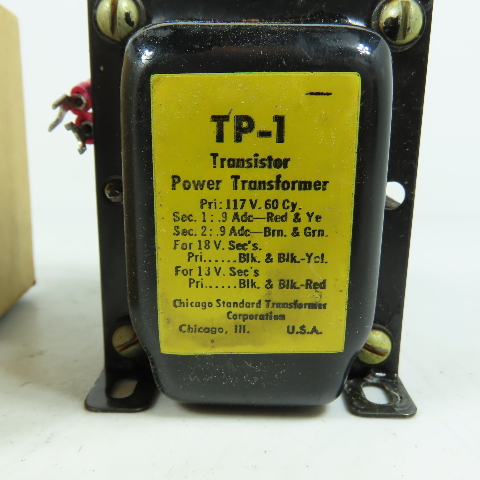 TP-1
Transistor
Power Transformer
Pri: 117 V. 60 Cy.
Sec. 1: .9 Adc—Red & Ye
Sec. 2: .9 Adc—Brn. & Grn.
For 18 V. Sec's.
Pri......Blk. & Blk.-Yel.
For 13 V. Sec's
Pri......Blk. & Blk.-Red
Chicago Standard Transformer
Corporation
Chicago, Ill. U.S.A.